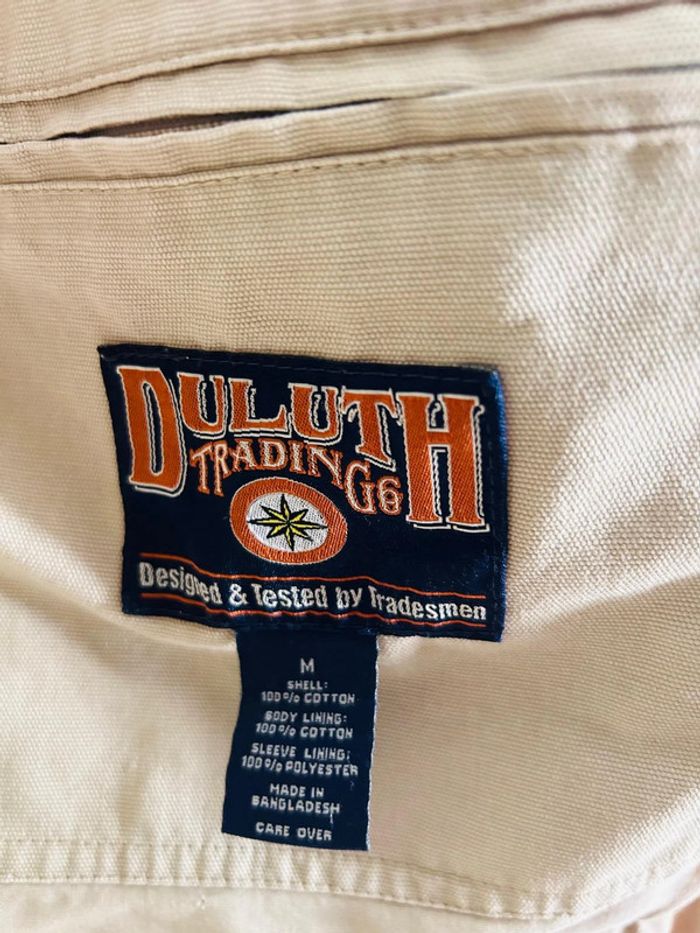 DULUTH
TRADING Co
Designed & Tested by Tradesmen
M
SHELL:
100% COTTON
BODY LINING:
100% COTTON
SLEEVE LINING:
100% POLYESTER
MADE IN
BANGLADESH
CARE OVER